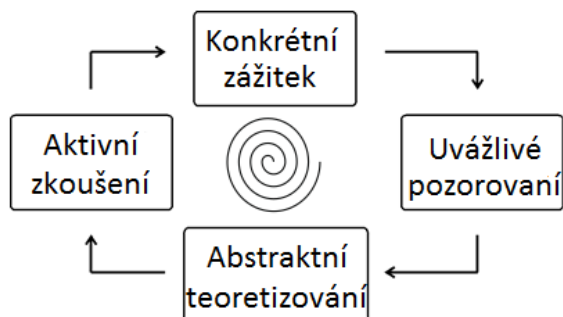 Konkrétní
zážitek
Aktivní
zkoušení
Uvážlivé
pozorovaní
Abstraktní
teoretizování